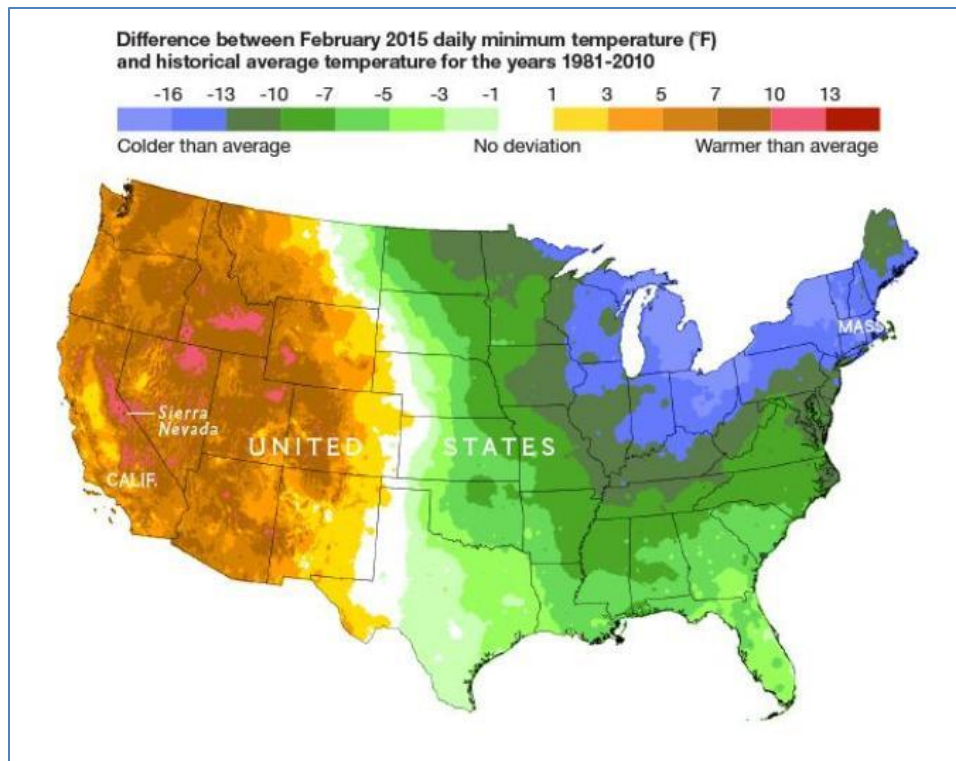 Difference between February 2015 daily minimum temperature (°F)
and historical average temperature for the years 1981-2010
-16 -13 -10 -7 -5 -3 -1 1 3 5 7 10 13
Colder than average No deviation Warmer than average
MASS.
Sierra
Nevada
UNITED STATES
CALIF.